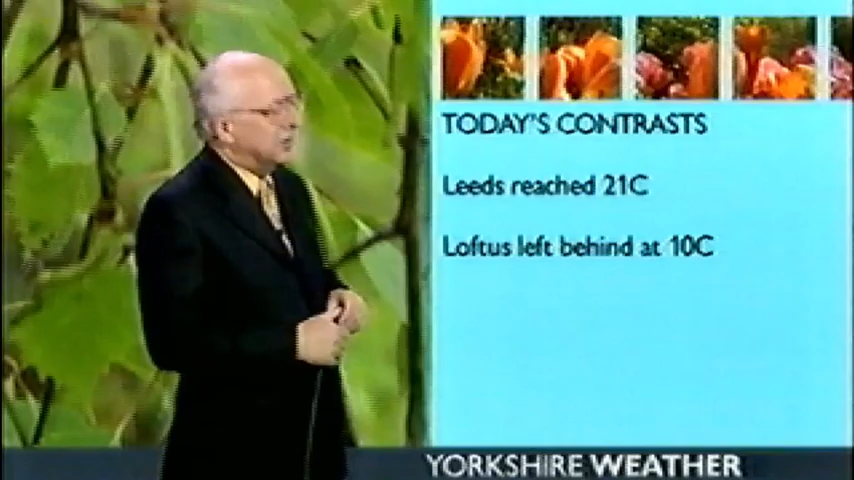 TODAY'S CONTRASTS
Leeds reached 21C
Loftus left behind at 10C
YORKSHIRE WEATHER